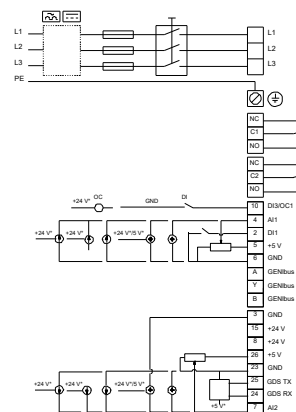 L1 L1
L2 L2
L3 L3
PE
NC
C1
NO
NC
C2
NO
+24 V* OC GND DI 10 DI3/OC1
4 AI1
2 DI1
+24 V* +24 V* +24 V*/5 V* 5 +5 V
6 GND
A GENIbus
Y GENIbus
B GENIbus
3 GND
15 +24 V
8 +24 V
26 +5 V
23 GND
+24 V* +24 V* +24 V*/5 V* 25 GDS TX
24 GDS RX
+5 V* 7 AI2